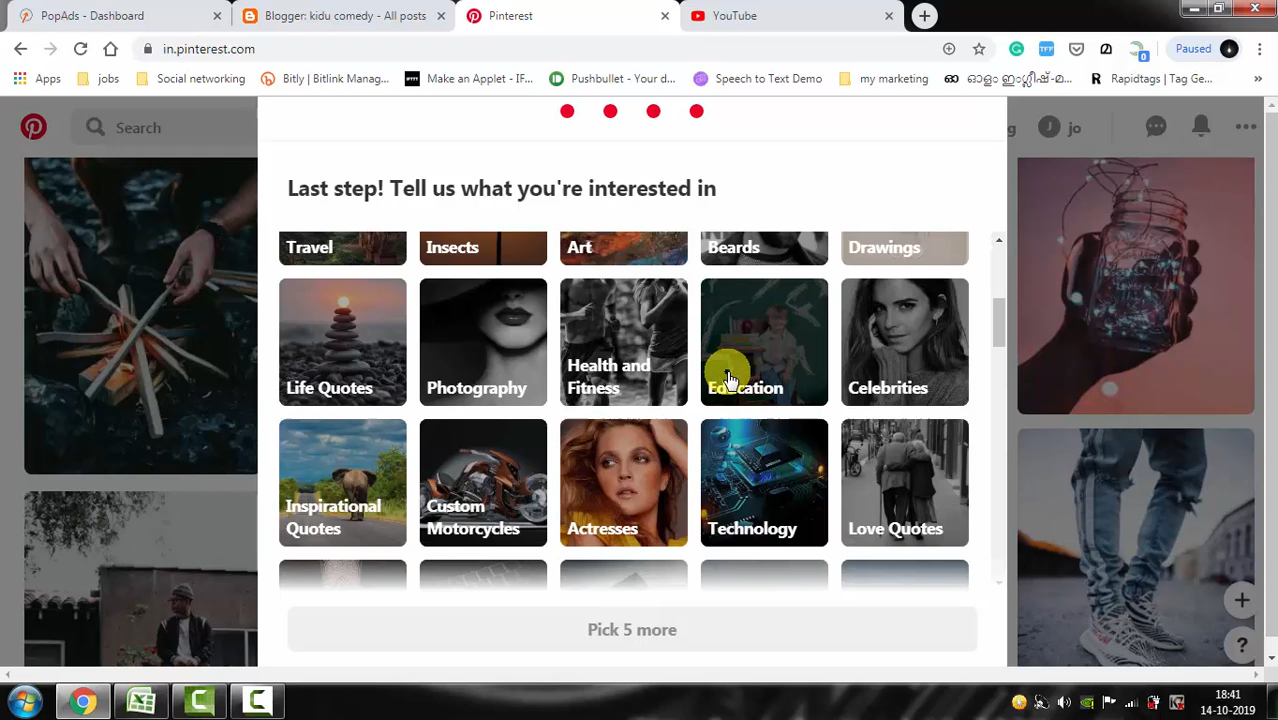 PopAds - Dashboard
Blogger: kidu comedy - All posts
Pinterest
YouTube
in.pinterest.com
Paused
Apps
jobs
Social networking
Bitly | Bitlink Manag...
Make an Applet - IF...
Pushbullet - Your d...
Speech to Text Demo
my marketing
ഓളാ ഇംഗ്ലീഷ്-മ...
Rapidtags | Tag Ge...
Search
g
J jo
Last step! Tell us what you're interested in
Travel
Insects
Art
Beards
Drawings
Life Quotes
Photography
Health and
Fitness
Education
Celebrities
Inspirational
Quotes
Custom
Motorcycles
Actresses
Technology
Love Quotes
Pick 5 more
18:41
14-10-2019